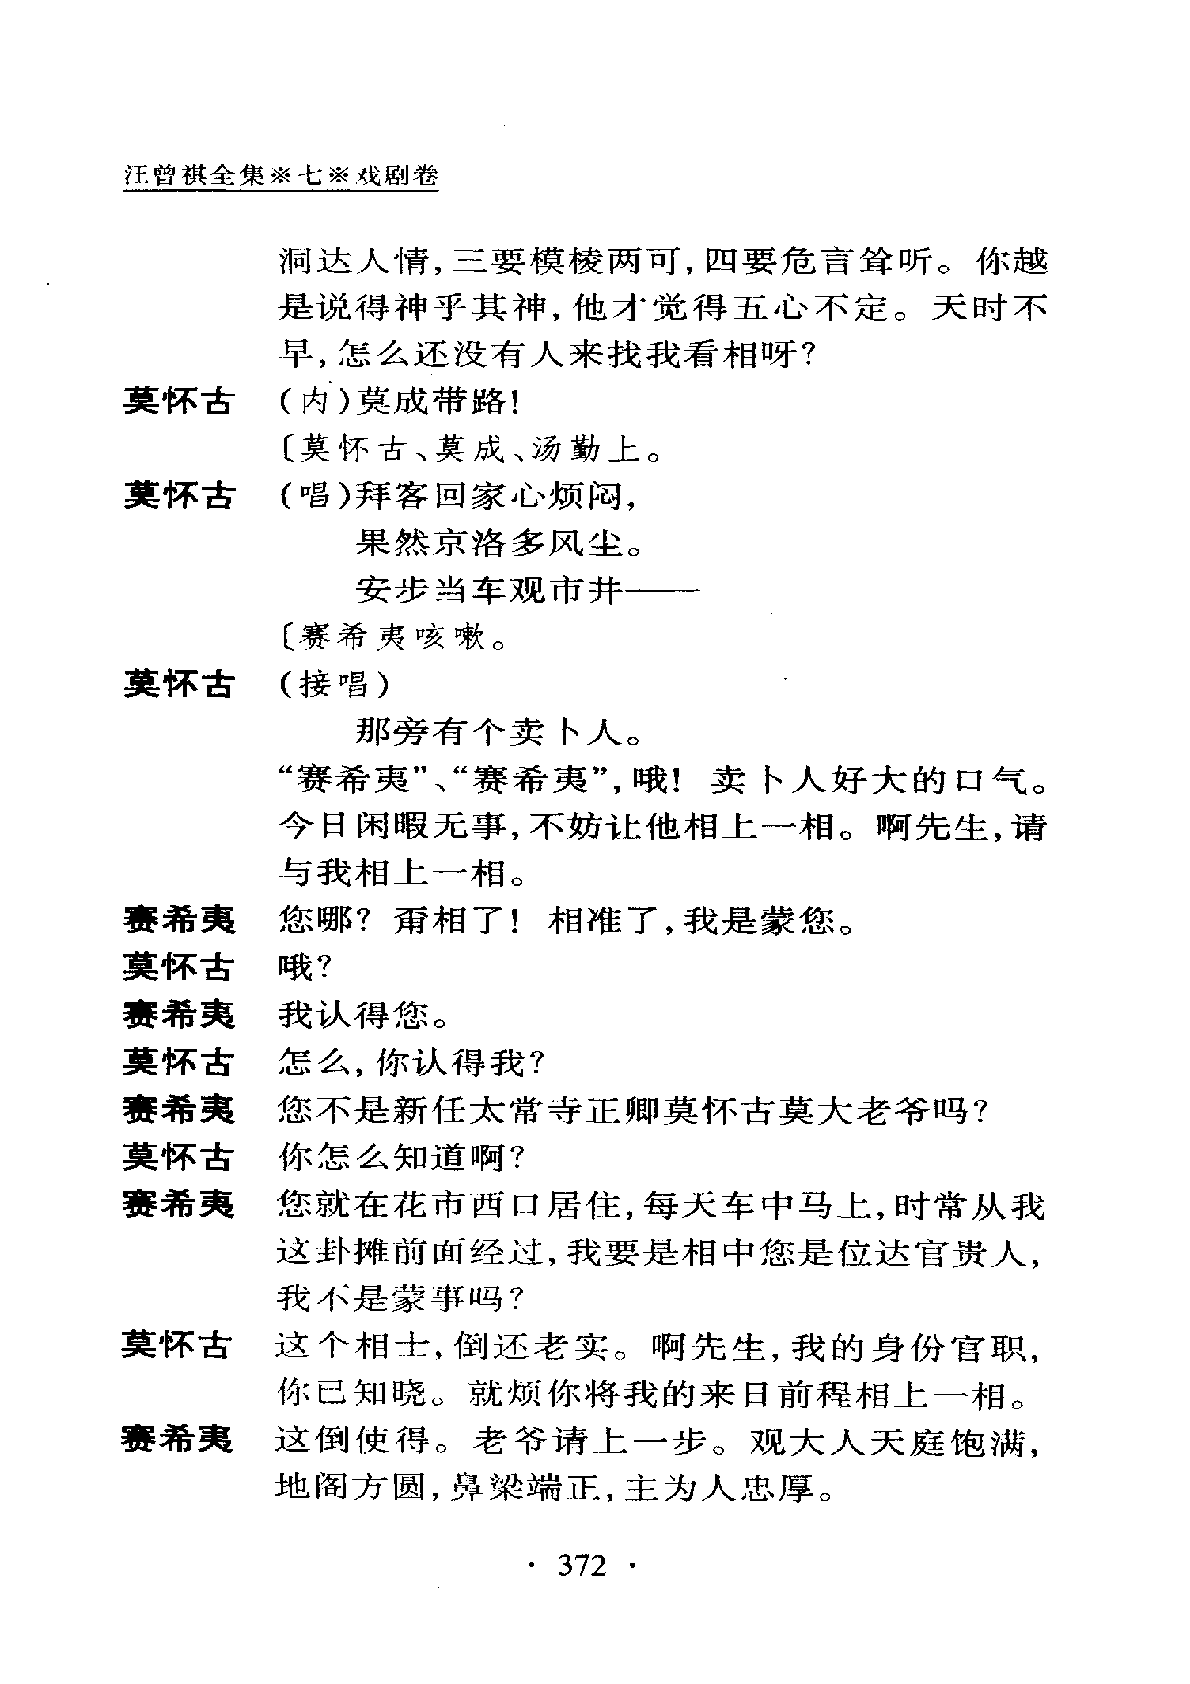 汪曾祺全集※七※戏剧卷
洞达人情,三要模棱两可,四要危言耸听。你越
是说得神乎其神,他才觉得五心不定。天时不
早,怎么还没有人来找我看相呀?
莫怀古 (内)莫成带路!
〔莫怀古、莫成、汤勤上。
莫怀古 (唱)拜客回家心烦闷,
果然京洛多风尘。
安步当车观市井——
〔赛希夷咳嗽。
莫怀古 (接唱)
那旁有个卖卜人。
“赛希夷”、“赛希夷”,哦! 卖卜人好大的口气。
今日闲暇无事,不妨让他相上一相。啊先生,请
与我相上一相。
赛希夷 您哪? 甭相了! 相准了,我是蒙您。
莫怀古 哦?
赛希夷 我认得您。
莫怀古 怎么,你认得我?
赛希夷 您不是新任太常寺正卿莫怀古莫大老爷吗?
莫怀古 你怎么知道啊?
赛希夷 您就在花市西口居住,每天车中马上,时常从我
这卦摊前面经过,我要是相中您是位达官贵人,
我不是蒙事吗?
莫怀古 这个相士,倒还老实。啊先生,我的身份官职,
你已知晓。就烦你将我的来日前程相上一相。
赛希夷 这倒使得。老爷请上一步。观大人天庭饱满,
地阁方圆,鼻梁端正,主为人忠厚。
· 372 ·